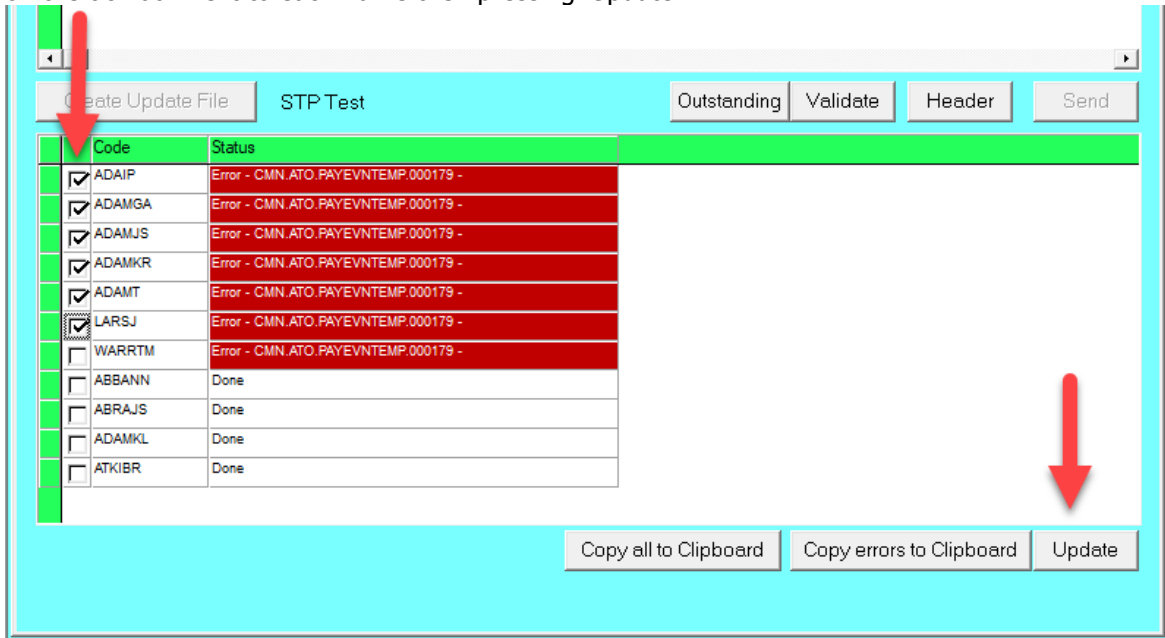 Create Update File STP Test Outstanding Validate Header Send
Code Status
ADAIP Error - CMN.ATO.PAYEVNTEMP.000179 -
ADAMGA Error - CMN.ATO.PAYEVNTEMP.000179 -
ADAMJS Error - CMN.ATO.PAYEVNTEMP.000179 -
ADAMKR Error - CMN.ATO.PAYEVNTEMP.000179 -
ADAMT Error - CMN.ATO.PAYEVNTEMP.000179 -
LARSJ Error - CMN.ATO.PAYEVNTEMP.000179 -
WARRTM Error - CMN.ATO.PAYEVNTEMP.000179 -
ABBANN Done
ABRAJS Done
ADAMKL Done
ATKIBR Done
Copy all to Clipboard Copy errors to Clipboard Update